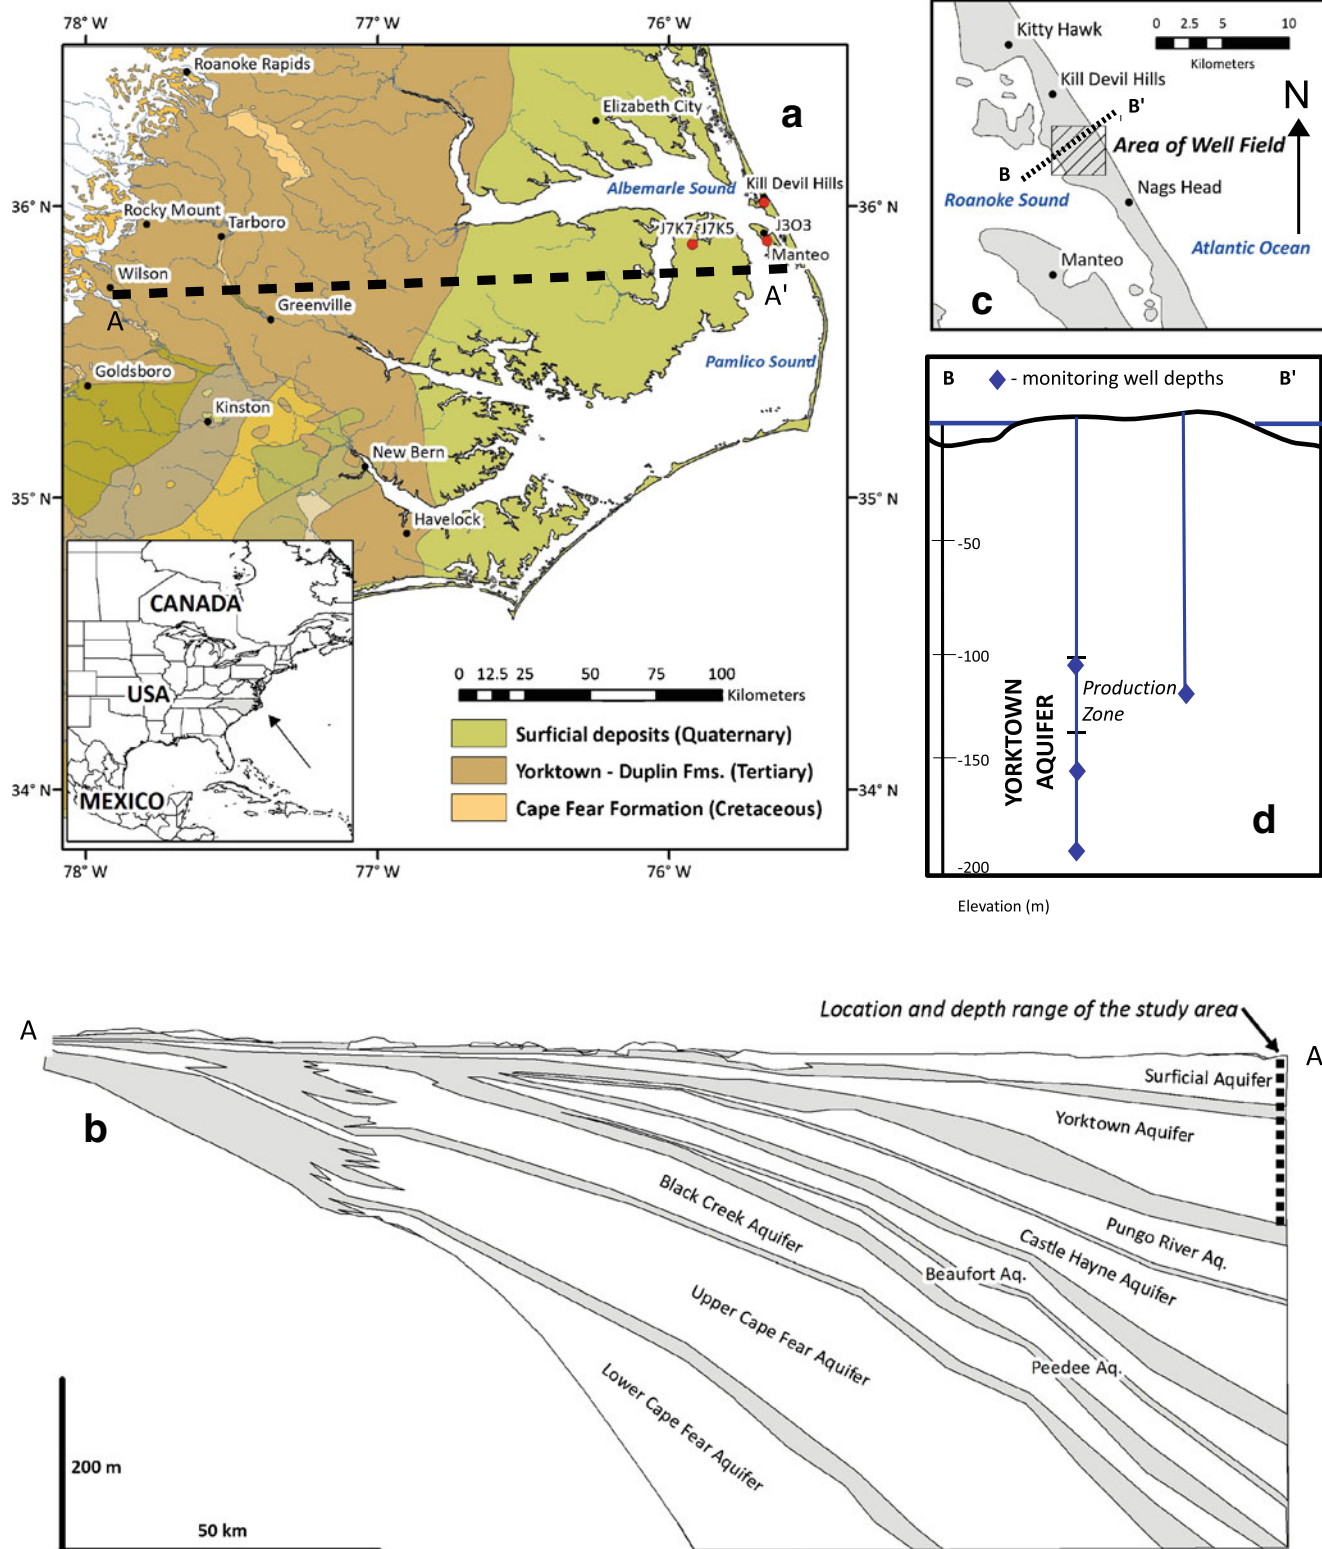 78° W
77° W
76° W
Roanoke Rapids
Elizabeth City
a
Albemarle Sound
Kill Devil Hills
36° N
36° N
Rocky Mount
Tarboro
J7K7
J7K5
J3O3
Manteo
Wilson
A
A'
Greenville
Pamlico Sound
Goldsboro
Kinston
New Bern
35° N
Havelock
CANADA
USA
MEXICO
0 12.5 25 50 75 100
Kilometers
Surficial deposits (Quaternary)
Yorktown - Duplin Fms. (Tertiary)
Cape Fear Formation (Cretaceous)
34° N
78° W
77° W
76° W
Kitty Hawk
0 2.5 5 10
Kilometers
Kill Devil Hills
N
B'
Area of Well Field
B
Nags Head
Roanoke Sound
Atlantic Ocean
Manteo
c
B
- monitoring well depths
B'
-50
-100
Production
Zone
YORKTOWN
AQUIFER
-150
d
-200
Elevation (m)
Location and depth range of the study area
A
A
Surficial Aquifer
b
Yorktown Aquifer
Black Creek Aquifer
Pungo River Aq.
Castle Hayne Aquifer
Beaufort Aq.
Upper Cape Fear Aquifer
Peedee Aq.
Lower Cape Fear Aquifer
200 m
50 km